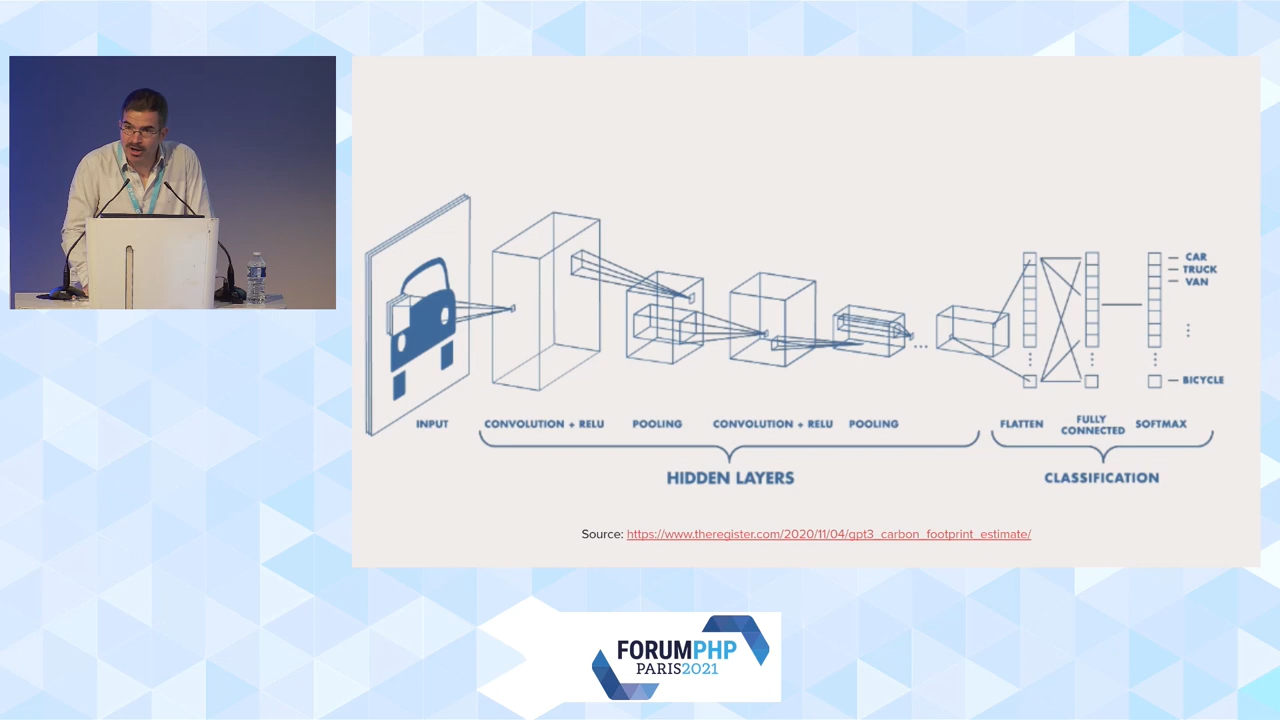 CAR
TRUCK
VAN
BICYCLE
INPUT
CONVOLUTION + RELU
POOLING
CONVOLUTION + RELU
POOLING
FLATTEN
FULLY
CONNECTED
SOFTMAX
HIDDEN LAYERS
CLASSIFICATION
Source: https://www.theregister.com/2020/11/04/gpt3_carbon_footprint_estimate/
FORUMPHP
PARIS2021